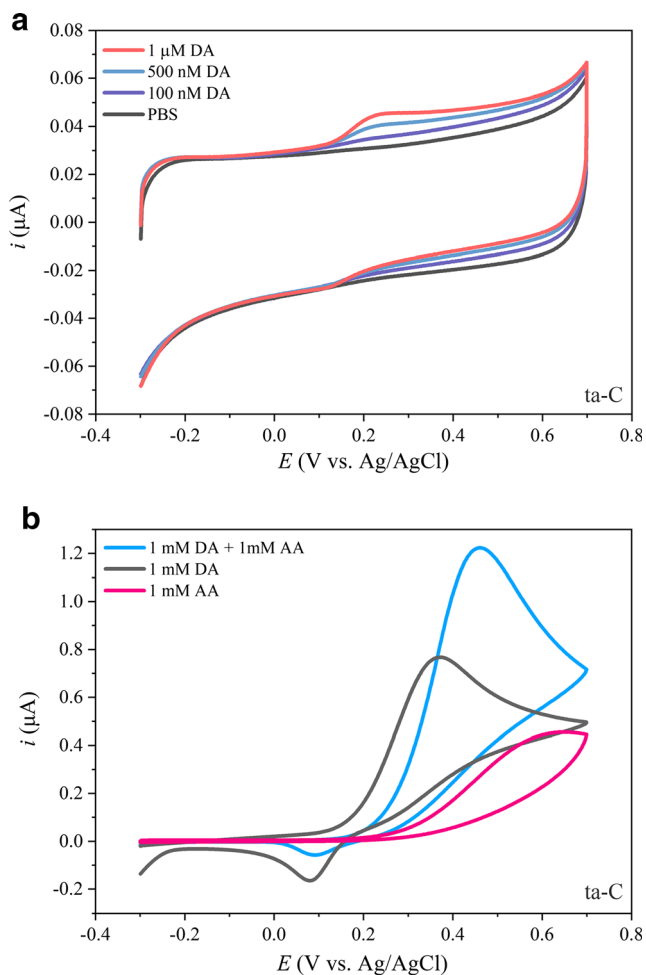 a
1 μM DA
500 nM DA
100 nM DA
PBS
0.08
0.06
0.04
0.02
0.00
-0.02
-0.04
-0.06
-0.08
i (μA)
ta-C
-0.4 -0.2 0.0 0.2 0.4 0.6 0.8
E (V vs. Ag/AgCl)
b
1 mM DA + 1mM AA
1 mM DA
1 mM AA
1.2
1.0
0.8
0.6
0.4
0.2
0.0
-0.2
i (μA)
ta-C
-0.4 -0.2 0.0 0.2 0.4 0.6 0.8
E (V vs. Ag/AgCl)